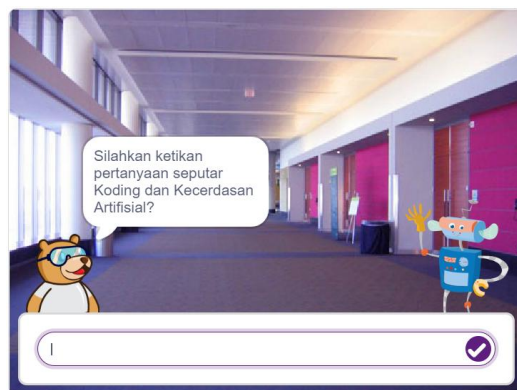 Silahkan ketikan
pertanyaan seputar
Koding dan Kecerdasan
Artifisial?